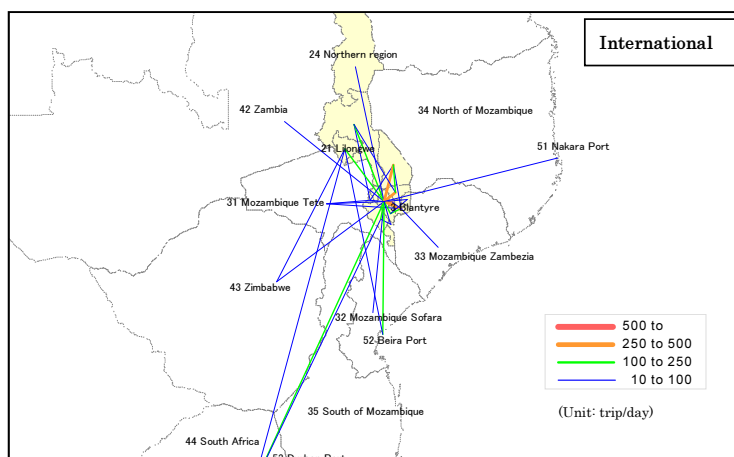 International
24 Northern region
42 Zambia
34 North of Mozambique
51 Nakara Port
21 Lilongwe
31 Mozambique Tete
Blantyre
33 Mozambique Zambezia
43 Zimbabwe
32 Mozambique Sofara
52 Beira Port
500 to
250 to 500
100 to 250
10 to 100
(Unit: trip/day)
35 South of Mozambique
44 South Africa